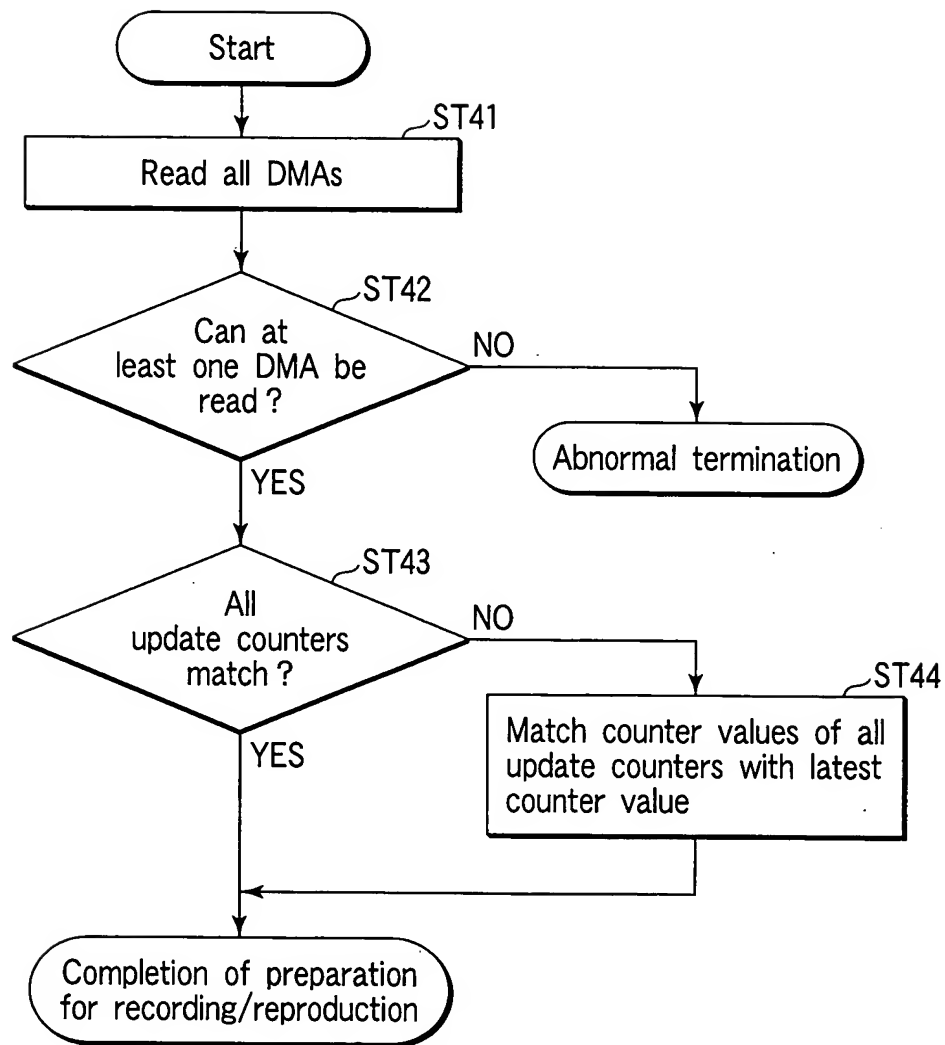 Start
ST41
Read all DMAs
ST42
Can at
least one DMA be
read ?
NO
Abnormal termination
YES
ST43
All
update counters
match ?
NO
ST44
Match counter values of all
update counters with latest
counter value
YES
Completion of preparation
for recording/reproduction